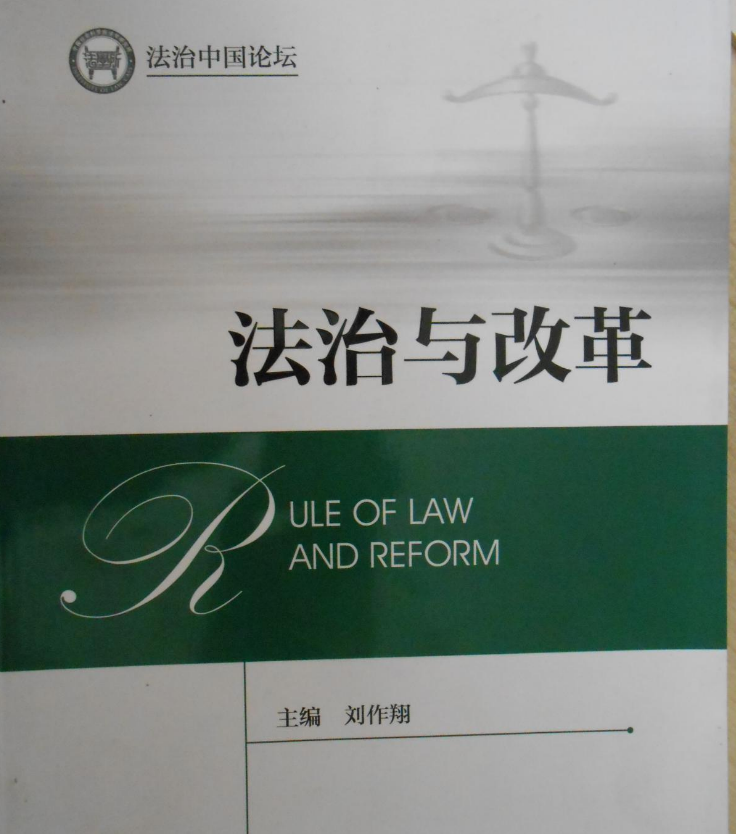 法治中国论坛
法治与改革
RULE OF LAW
AND REFORM
主编 刘作翔